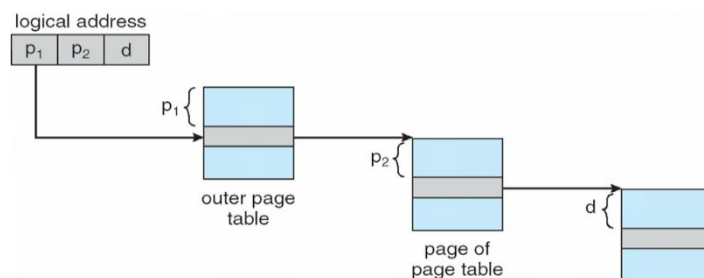 logical address
p₁ p₂ d
p₁
outer page
table
p₂
page of
page table
d